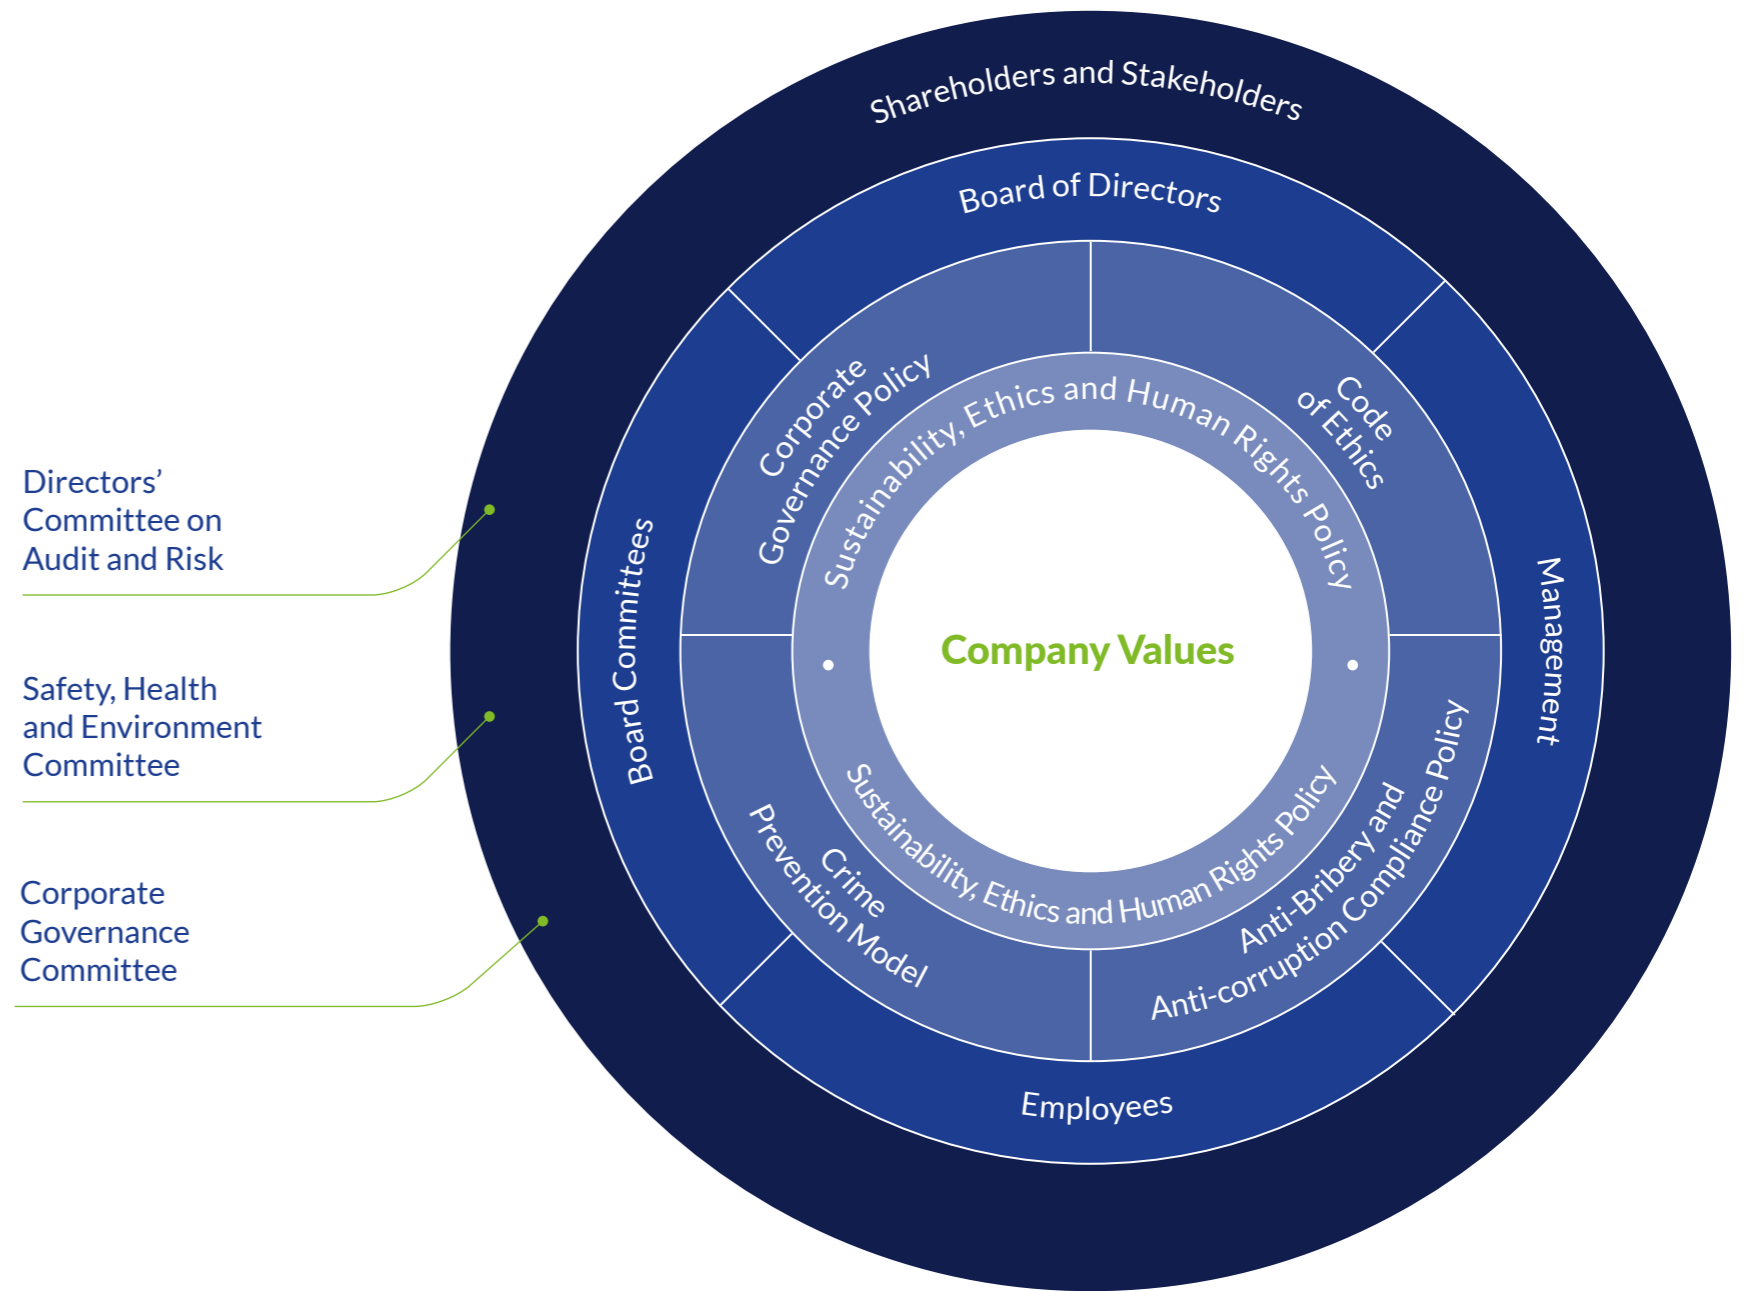 Shareholders and Stakeholders
Board of Directors
Corporate
Governance Policy
Code
of Ethics
Sustainability, Ethics and Human Rights Policy
Directors’
Committee on
Audit and Risk
Board Committees
Management
Company Values
Safety, Health
and Environment
Committee
Sustainability, Ethics and Human Rights Policy
Crime
Prevention Model
Anti-Bribery and
Anti-corruption Compliance Policy
Corporate
Governance
Committee
Employees